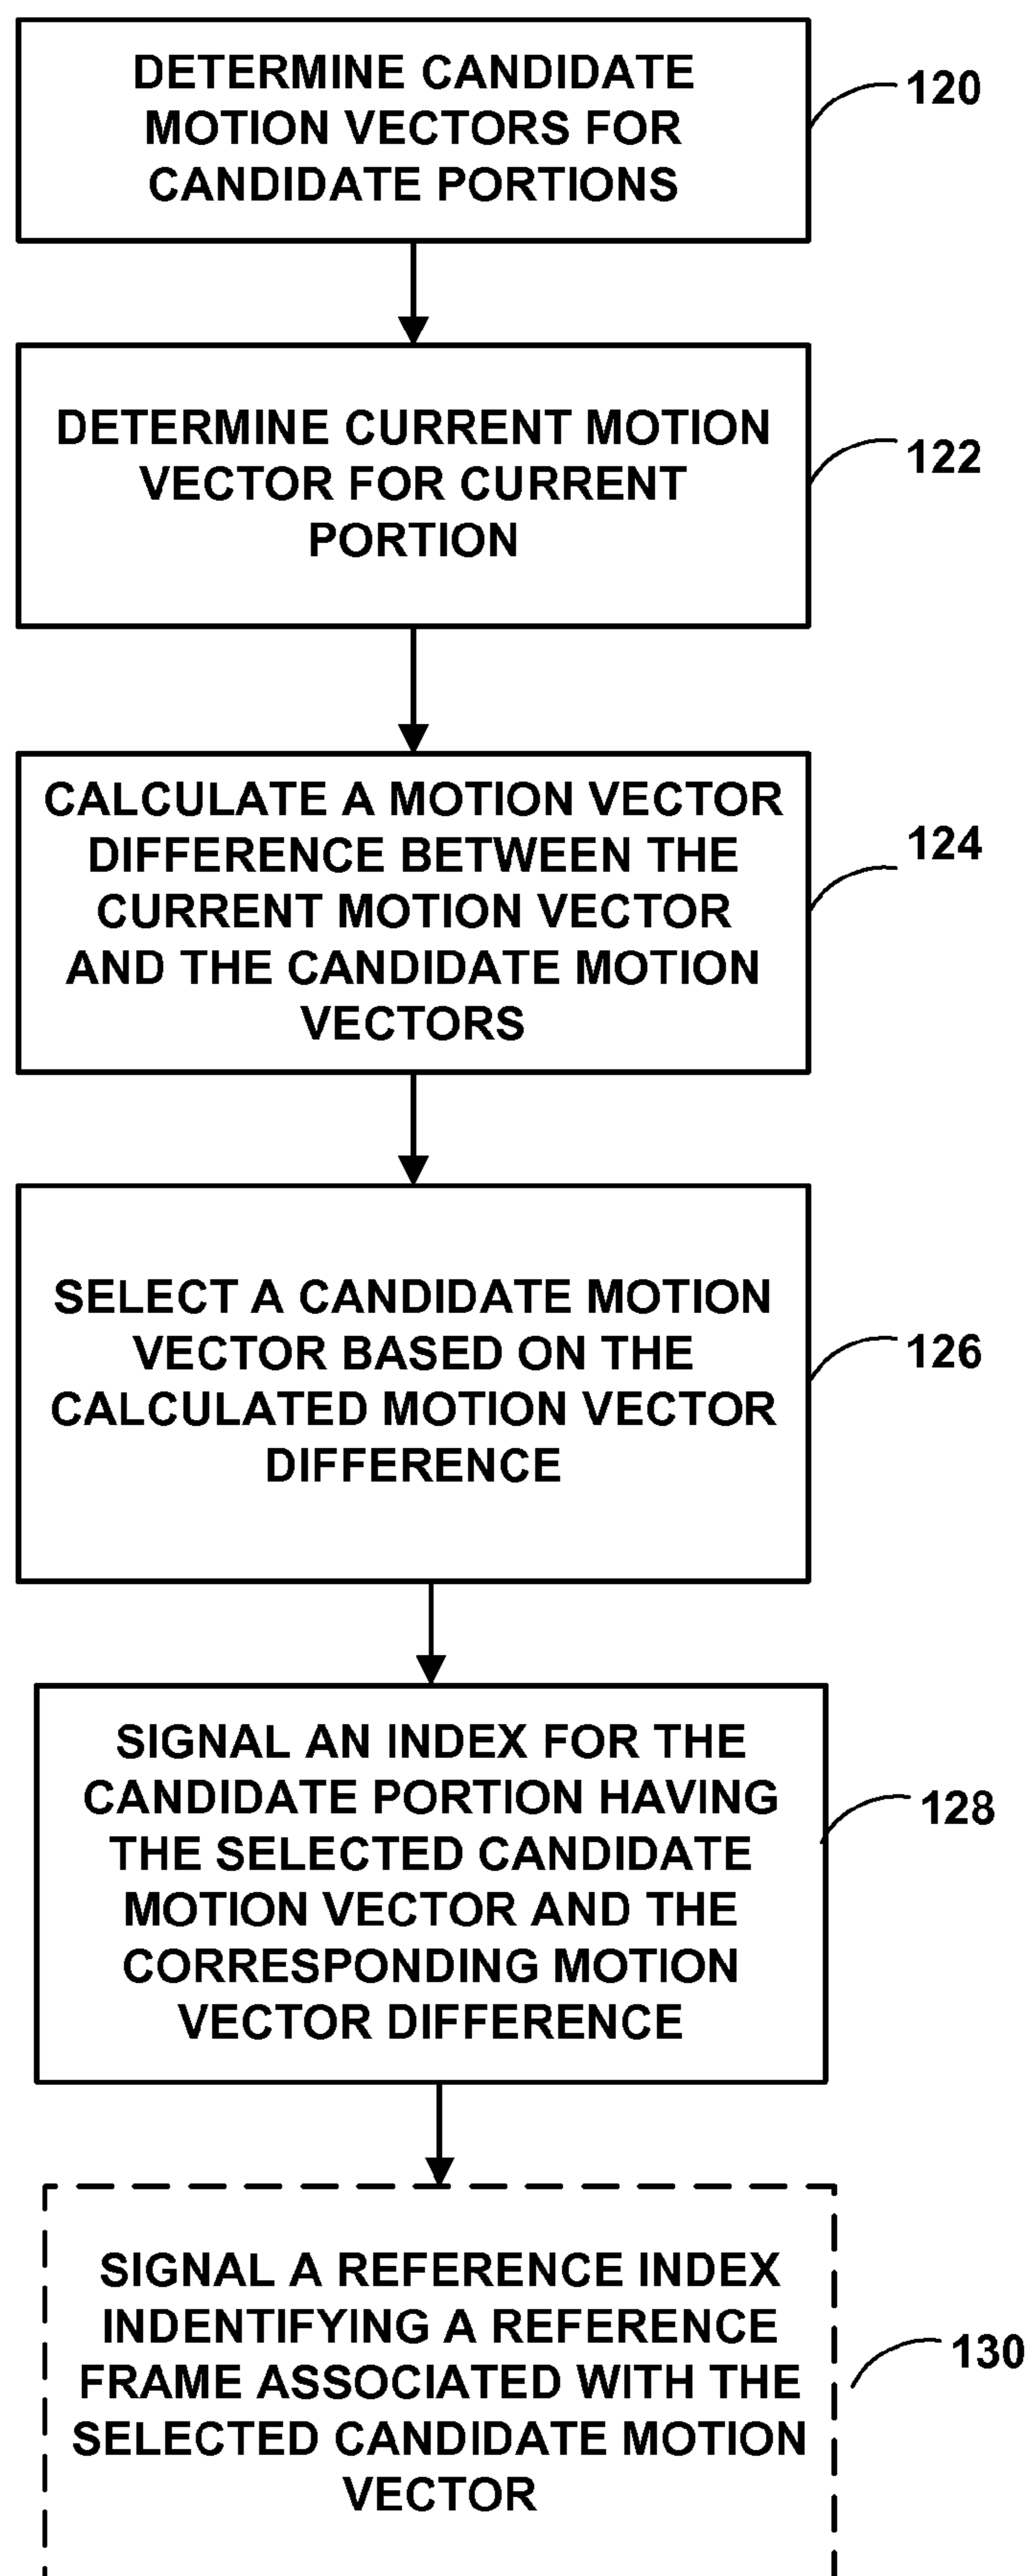 DETERMINE CANDIDATE
MOTION VECTORS FOR
CANDIDATE PORTIONS
120
DETERMINE CURRENT MOTION
VECTOR FOR CURRENT
PORTION
122
CALCULATE A MOTION VECTOR
DIFFERENCE BETWEEN THE
CURRENT MOTION VECTOR
AND THE CANDIDATE MOTION
VECTORS
124
SELECT A CANDIDATE MOTION
VECTOR BASED ON THE
CALCULATED MOTION VECTOR
DIFFERENCE
126
SIGNAL AN INDEX FOR THE
CANDIDATE PORTION HAVING
THE SELECTED CANDIDATE
MOTION VECTOR AND THE
CORRESPONDING MOTION
VECTOR DIFFERENCE
128
SIGNAL A REFERENCE INDEX
INDENTIFYING A REFERENCE
FRAME ASSOCIATED WITH THE
SELECTED CANDIDATE MOTION
VECTOR
130